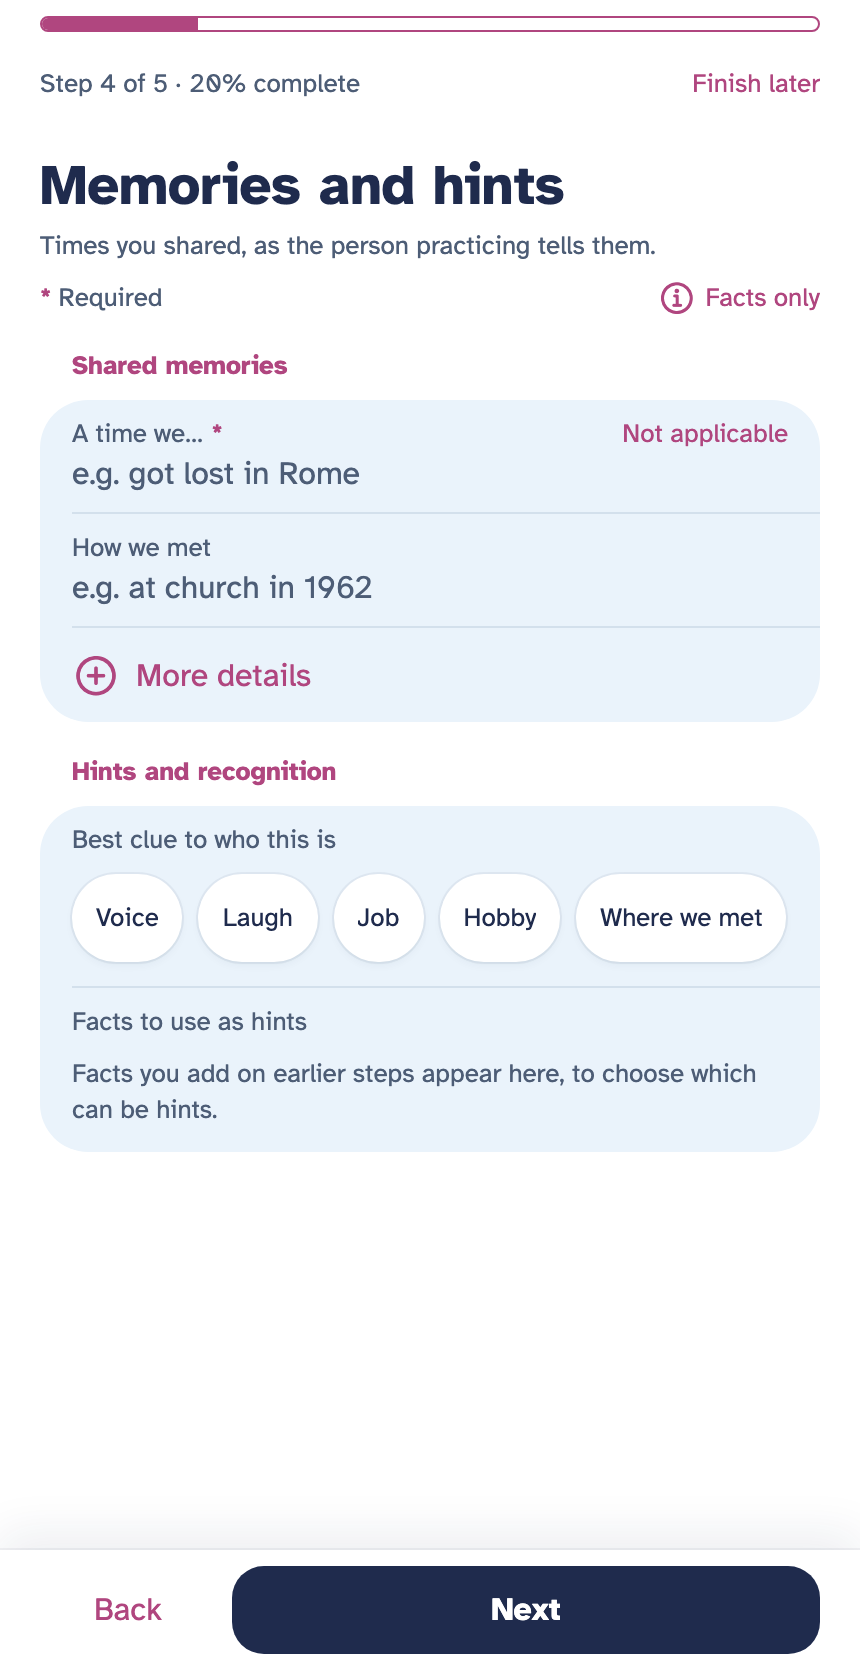 Step 4 of 5 · 20% complete
Finish later
Memories and hints
Times you shared, as the person practicing tells them.
* Required
Facts only
Shared memories
A time we... *
Not applicable
e.g. got lost in Rome
How we met
e.g. at church in 1962
More details
Hints and recognition
Best clue to who this is
Voice
Laugh
Job
Hobby
Where we met
Facts to use as hints
Facts you add on earlier steps appear here, to choose which
can be hints.
Back
Next